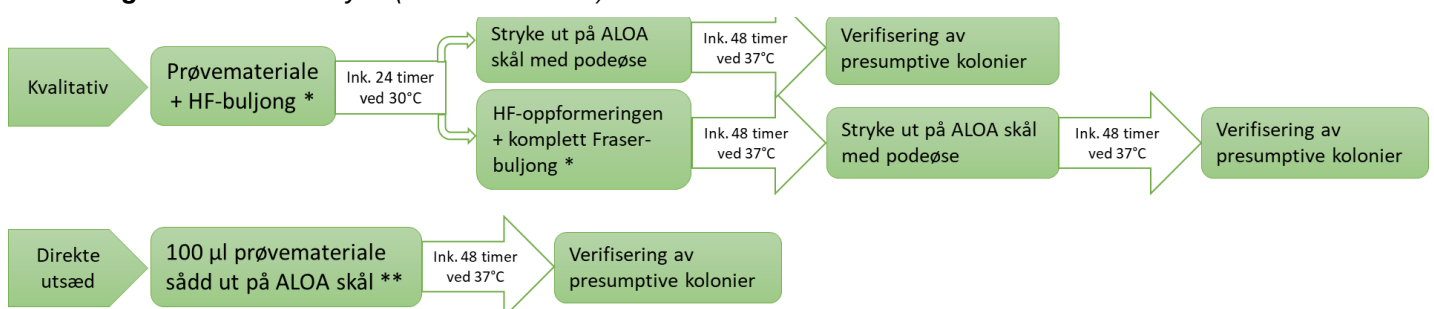 Kvalitativ
Prøvemateriale
+ HF-buljong *
Ink. 24 timer
ved 30°C
Stryke ut på ALOA
skål med podeøse
Ink. 48 timer
ved 37°C
Verifisering av
presumptive kolonier
HF-oppformeringen
+ komplett Fraser-
buljong *
Ink. 48 timer
ved 37°C
Stryke ut på ALOA skål
med podeøse
Ink. 48 timer
ved 37°C
Verifisering av
presumptive kolonier
Direkte
utsæd
100 µl prøvemateriale
sådd ut på ALOA skål **
Ink. 48 timer
ved 37°C
Verifisering av
presumptive kolonier